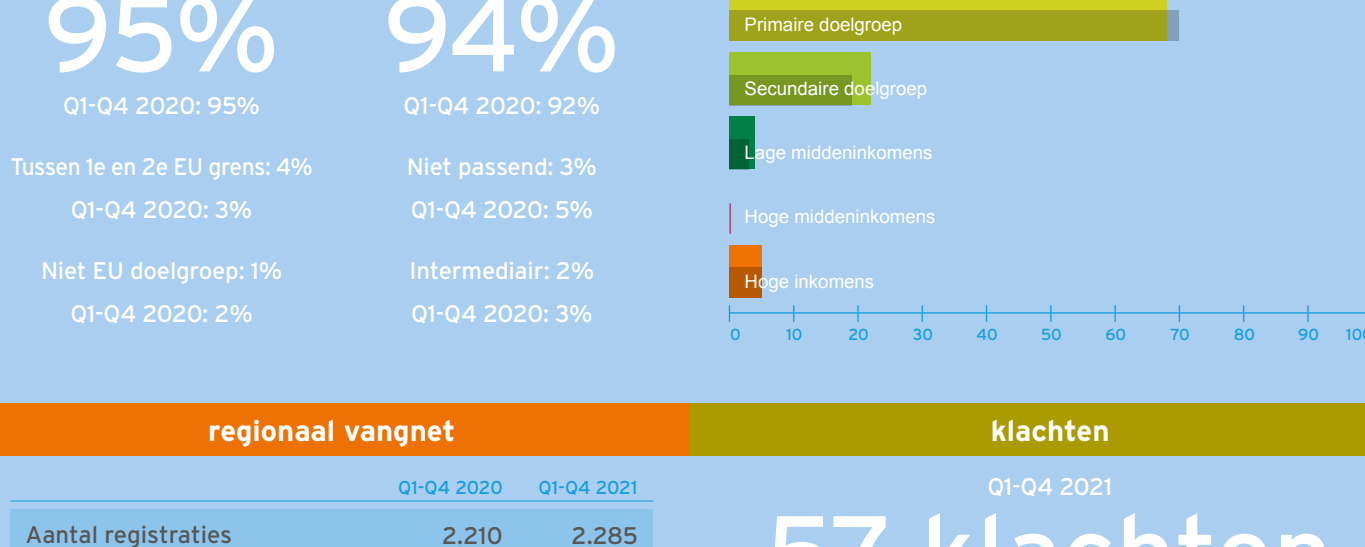 95%
Q1-Q4 2020: 95%
Tussen 1e en 2e EU grens: 4%
Q1-Q4 2020: 3%
Niet EU doelgroep: 1%
Q1-Q4 2020: 2%
94%
Q1-Q4 2020: 92%
Niet passend: 3%
Q1-Q4 2020: 5%
Intermediair: 2%
Q1-Q4 2020: 3%
Primaire doelgroep
Secundaire doelgroep
Lage middeninkomens
Hoge middeninkomens
Hoge inkomens
0 10 20 30 40 50 60 70 80 90 100
regionaal vangnet
Q1-Q4 2020 Q1-Q4 2021
Aantal registraties 2.210 2.285
klachten
Q1-Q4 2021
57 klachten